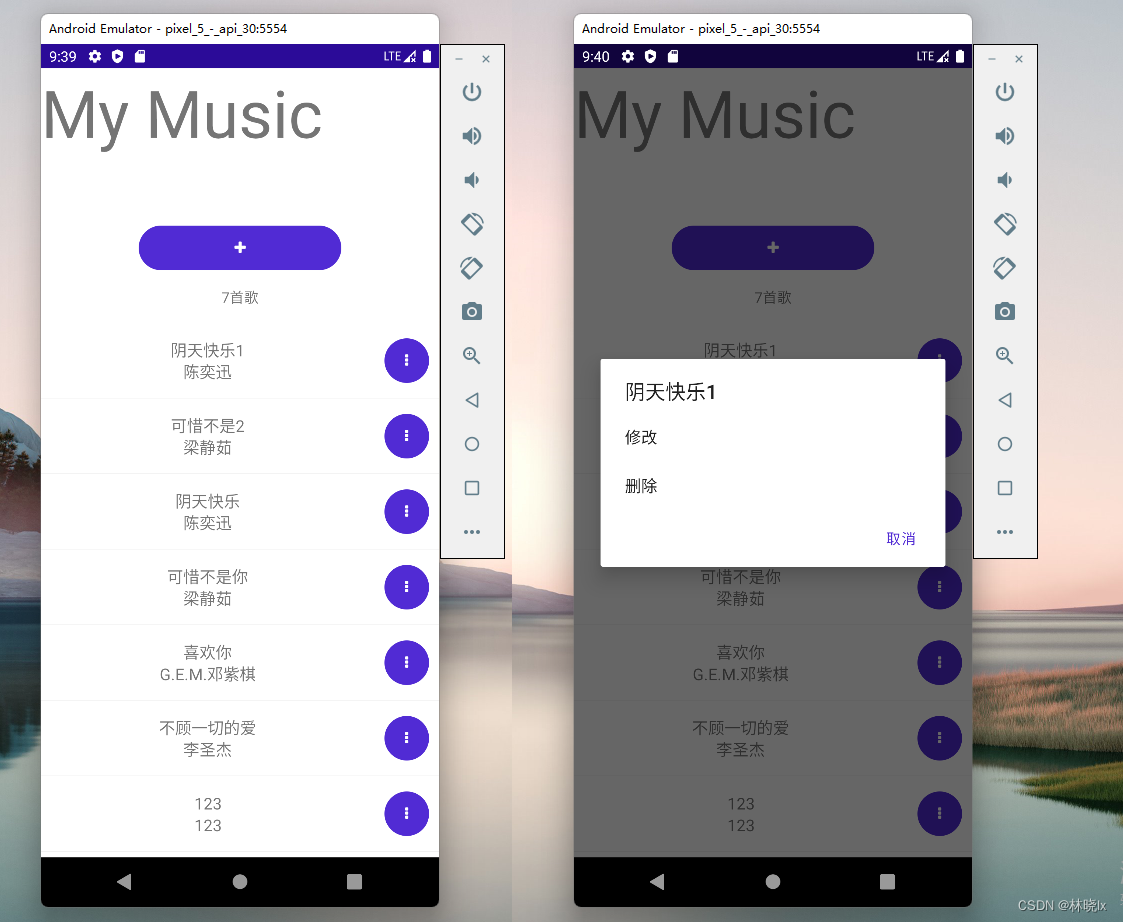 Android Emulator - pixel_5_-_api_30:5554
9:39
LTE
My Music
7首歌
阴天快乐1
陈奕迅
可惜不是2
梁静茹
阴天快乐
陈奕迅
可惜不是你
梁静茹
喜欢你
G.E.M.邓紫棋
不顾一切的爱
李圣杰
123
123
Android Emulator - pixel_5_-_api_30:5554
9:40
LTE
My Music
7首歌
阴天快乐1
阴天快乐1
修改
删除
取消
可惜不是你
梁静茹
喜欢你
G.E.M.邓紫棋
不顾一切的爱
李圣杰
123
123
CSDN @林晓lx